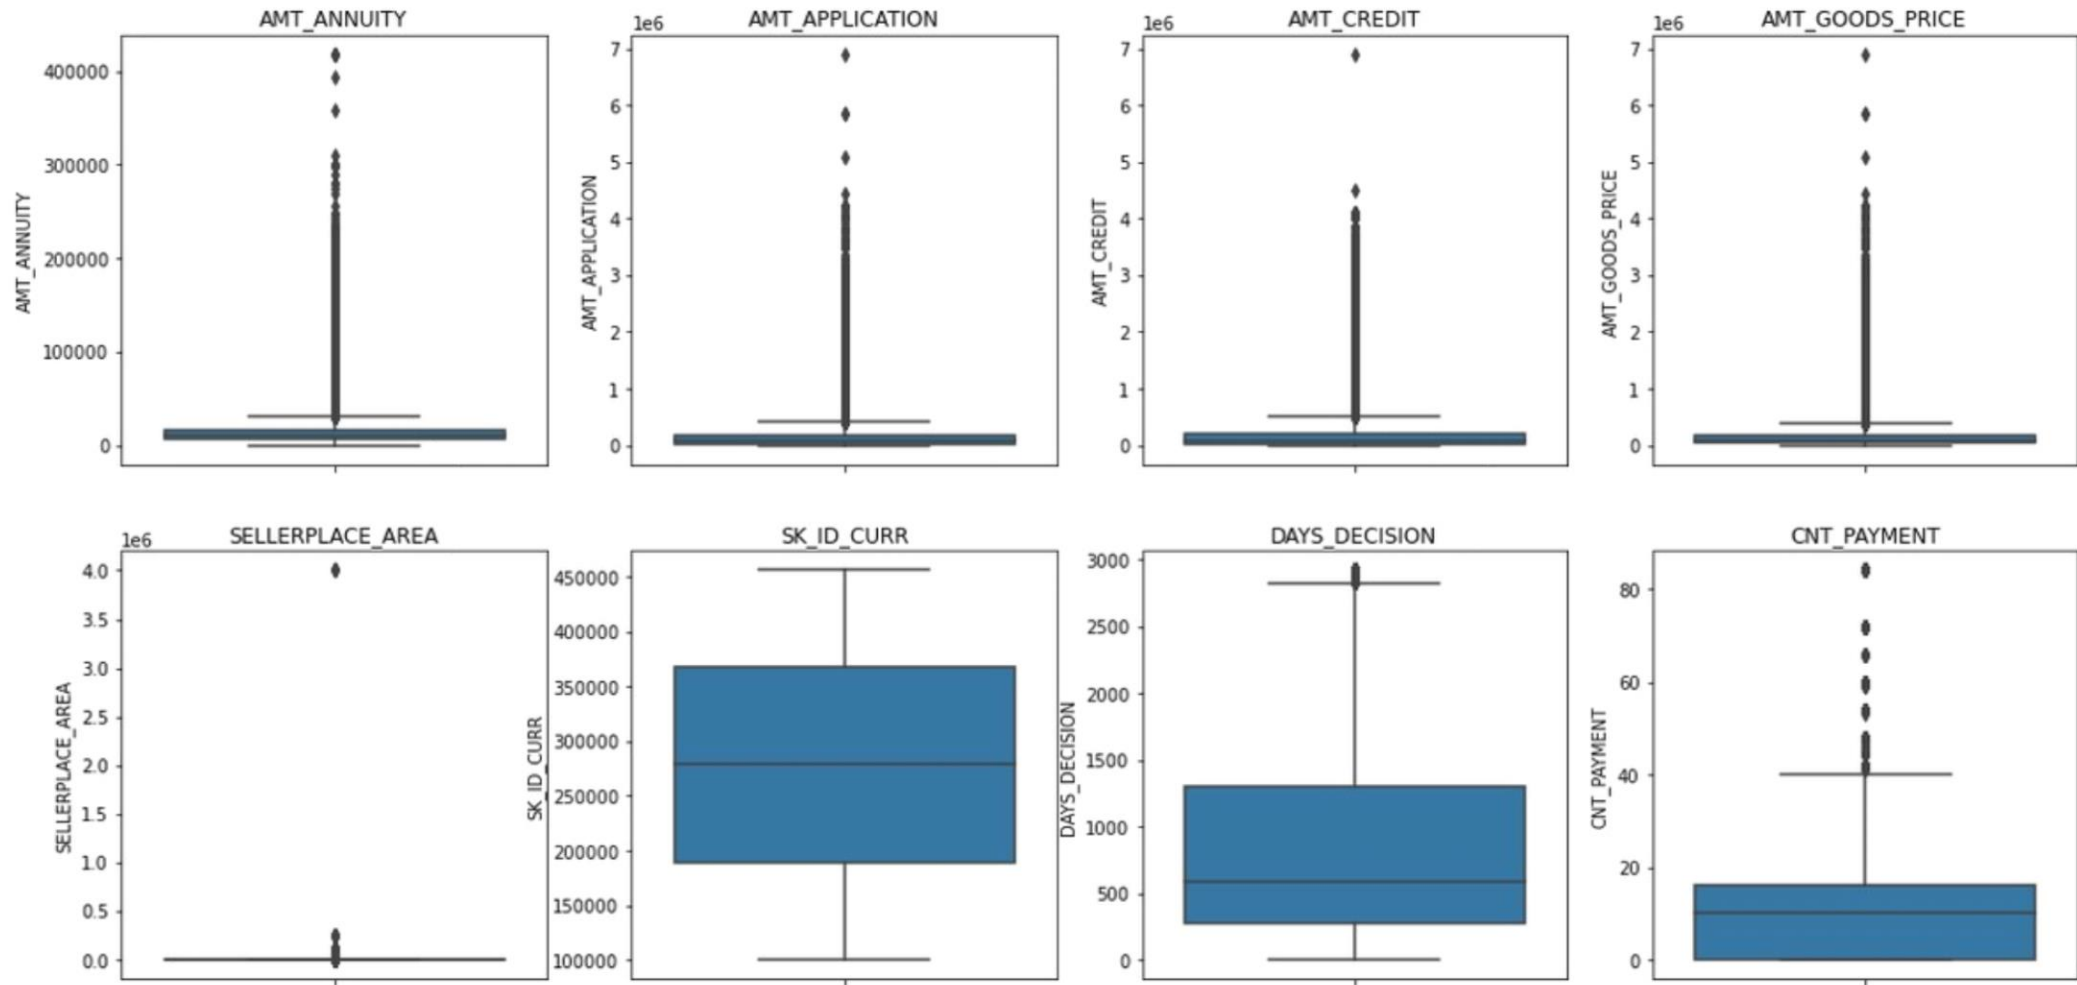 AMT_ANNUITY
AMT_ANNUITY
400000
300000
200000
100000
0
1e6
AMT_APPLICATION
AMT_APPLICATION
7
6
5
4
3
2
1
0
1e6
AMT_CREDIT
AMT_CREDIT
7
6
5
4
3
2
1
0
1e6
AMT_GOODS_PRICE
AMT_GOODS_PRICE
7
6
5
4
3
2
1
0
1e6
SELLERPLACE_AREA
SELLERPLACE_AREA
4.0
3.5
3.0
2.5
2.0
1.5
1.0
0.5
0.0
SK_ID_CURR
SK_ID_CURR
450000
400000
350000
300000
250000
200000
150000
100000
DAYS_DECISION
DAYS_DECISION
3000
2500
2000
1500
1000
500
0
CNT_PAYMENT
CNT_PAYMENT
80
60
40
20
0